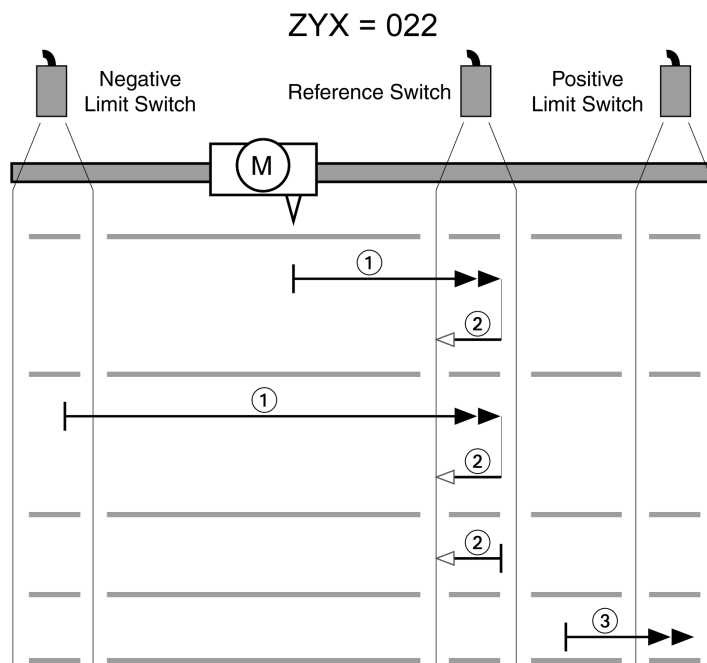 ZYX = 022
Negative
Limit Switch
Reference Switch
Positive
Limit Switch
M
1
2
1
2
2
3